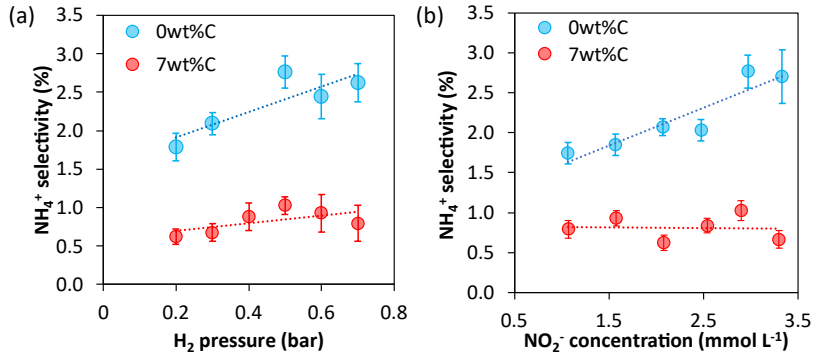 (a)
0wt%C
7wt%C
NH₄⁺ selectivity (%)
3.5
3.0
2.5
2.0
1.5
1.0
0.5
0.0
0 0.2 0.4 0.6 0.8
H₂ pressure (bar)
(b)
0wt%C
7wt%C
NH₄⁺ selectivity (%)
3.5
3.0
2.5
2.0
1.5
1.0
0.5
0.0
0.5 1.5 2.5 3.5
NO₂⁻ concentration (mmol L⁻¹)